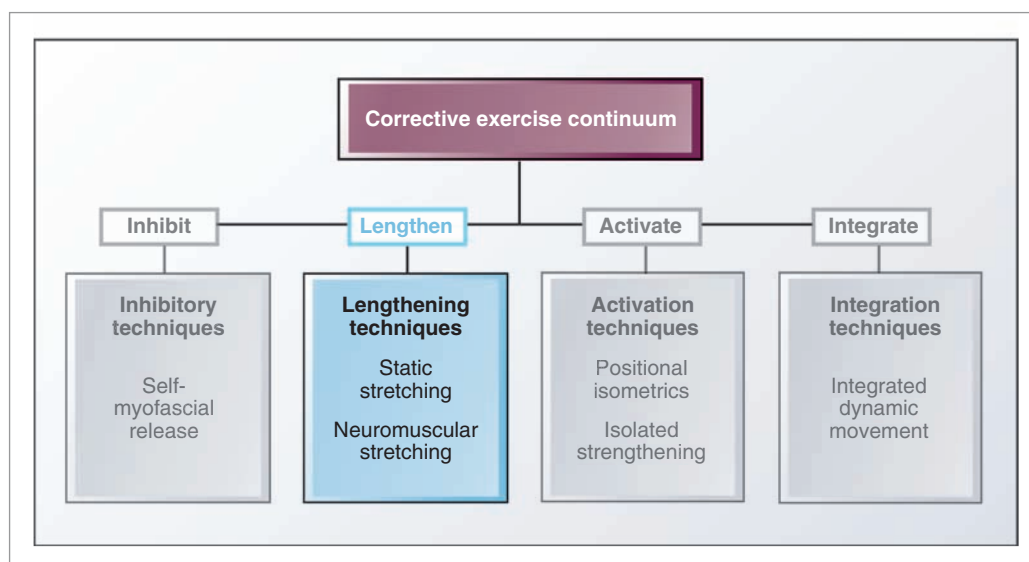 Corrective exercise continuum
Inhibit
Lengthen
Activate
Integrate
Inhibitory
techniques
Self-
myofascial
release
Lengthening
techniques
Static
stretching
Neuromuscular
stretching
Activation
techniques
Positional
isometrics
Isolated
strengthening
Integration
techniques
Integrated
dynamic
movement